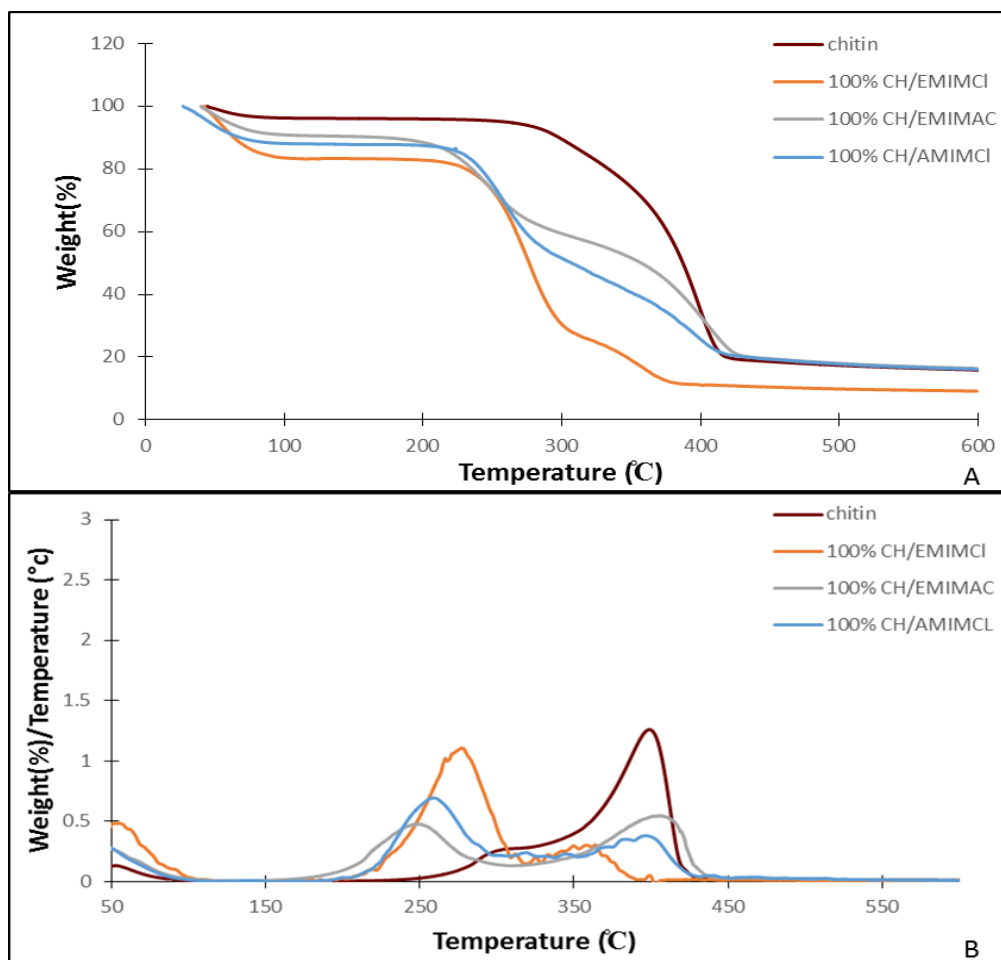 120
100
80
60
40
20
0
Weight(%)
0 100 200 300 400 500 600
Temperature (℃)
chitin
100% CH/EMIMCl
100% CH/EMIMAC
100% CH/AMIMCl
A
3
2.5
2
1.5
1
0.5
0
Weight(%)/Temperature (°c)
50 150 250 350 450 550
Temperature (℃)
chitin
100% CH/EMIMCl
100% CH/EMIMAC
100% CH/AMIMCL
B